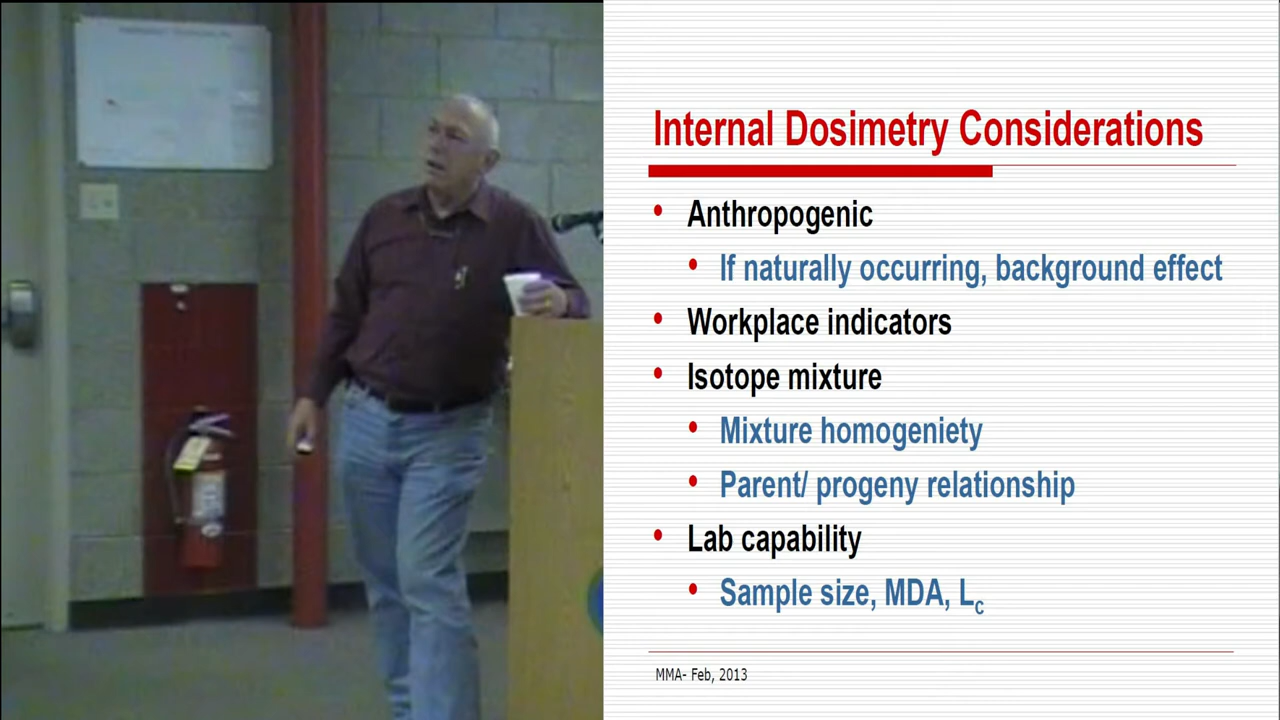 Internal Dosimetry Considerations
Anthropogenic
If naturally occurring, background effect
Workplace indicators
Isotope mixture
Mixture homogeniety
Parent/ progeny relationship
Lab capability
Sample size, MDA, Lc
MMA- Feb, 2013